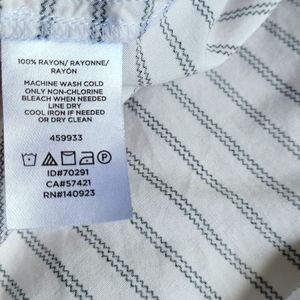 100% RAYON/ RAYONNE/
RAYÓN
MACHINE WASH COLD
ONLY NON-CHLORINE
BLEACH WHEN NEEDED
LINE DRY
COOL IRON IF NEEDED
OR DRY CLEAN
459933
ID#70291
CA#57421
RN#140923